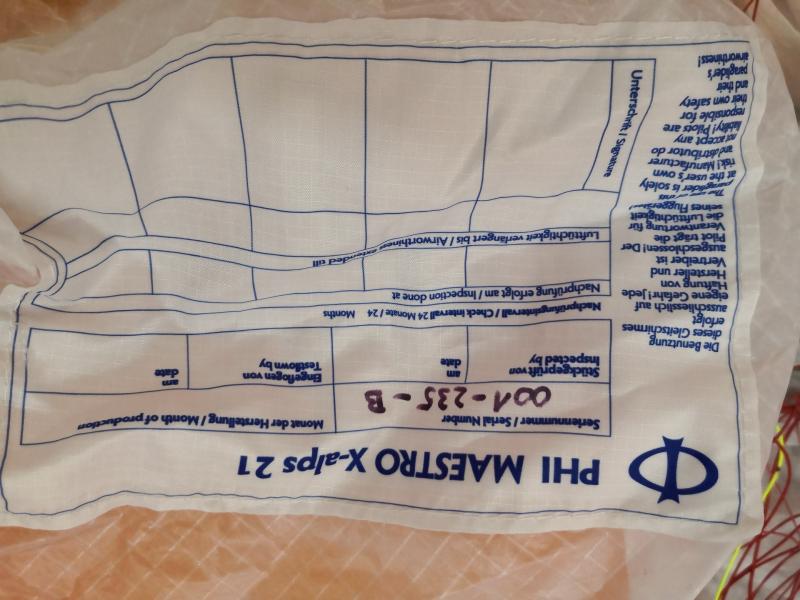 PHI MAESTRO X-alps 21
Seriennummer / Serial Number
001-235-B
Monat der Herstellung / Month of production
Stückgeprüft von
Inspected by
am
date
Eingeflogen von
Testflown by
am
date
Nachprüfungsintervall / Check Intervall 24 Monate / 24 Months
Nachprüfung erfolgt am / Inspection done at
Lufttüchtigkeit verlängert bis / Airworthiness extended till
Unterschrift / Signature
Die Benutzung
dieses Gleitschirmes
erfolgt
ausschliesslich auf
eigene Gefahr! Jede
Haftung von
Hersteller und
Vertreiber ist
ausgeschlossen! Der
Pilot trägt die
Verantwortung für
die Lufttüchtigkeit
seines Fluggerätes!
The use of this
paraglider is solely
at the user's own
risk! Manufacturer
and distributor do
not accept any
liability! Pilots are
responsible for
their own safety
and their
paraglider's
airworthiness!